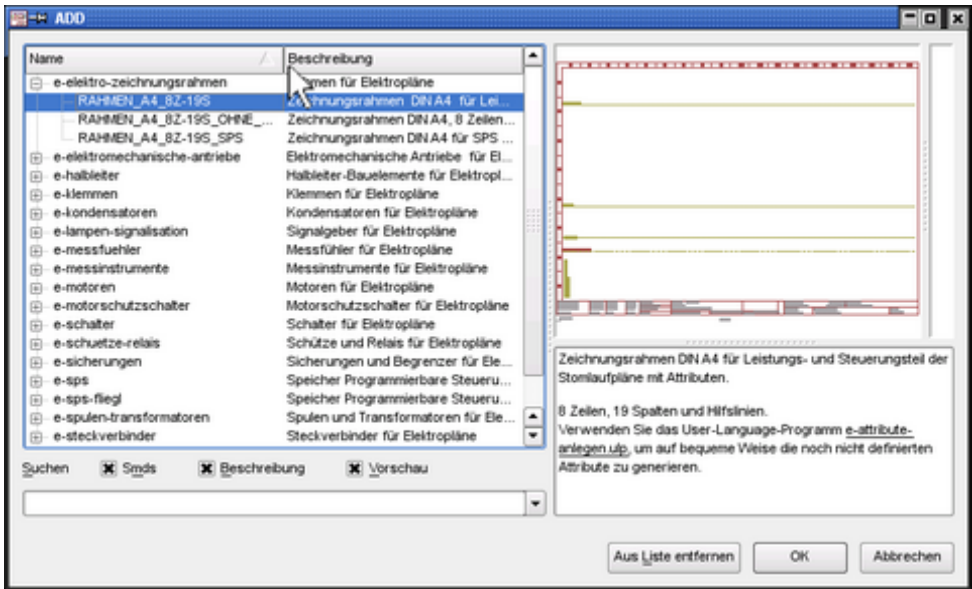 ADD
Name Beschreibung
e-elektro-zeichnungsrahmen men für Elektropläne
RAHMEN_A4_8Z-19S Zeichnungsrahmen DIN A4 für Lei...
RAHMEN_A4_8Z-19S_OHNE_... Zeichnungsrahmen DIN A4, 8 Zeilen...
RAHMEN_A4_8Z-19S_SPS Zeichnungsrahmen DIN A4 für SPS ...
e-elektromechanische-antriebe Elektromechanische Antriebe für El...
e-halbleiter Halbleiter-Bauelemente für Elektropl...
e-klemmen Klemmen für Elektropläne
e-kondensatoren Kondensatoren für Elektropläne
e-lampen-signalisation Signalgeber für Elektropläne
e-messfuehler Messfühler für Elektropläne
e-messinstrumente Messinstrumente für Elektropläne
e-motoren Motoren für Elektropläne
e-motorschutzschalter Motorschutzschalter für Elektropläne
e-schalter Schalter für Elektropläne
e-schuetze-relais Schütze und Relais für Elektropläne
e-sicherungen Sicherungen und Begrenzer für Ele...
e-sps Speicher Programmierbare Steueru...
e-sps-fliegl Speicher Programmierbare Steueru...
e-spulen-transformatoren Spulen und Transformatoren für Ele...
e-steckverbinder Steckverbinder für Elektropläne
Suchen Smds Beschreibung Vorschau
Zeichnungsrahmen DIN A4 für Leistungs- und Steuerungsteil der
Stomlaufpläne mit Attributen.
8 Zeilen, 19 Spalten und Hilfslinien.
Verwenden Sie das User-Language-Programm e-attribute-
anlegen.ulp, um auf bequeme Weise die noch nicht definierten
Attribute zu generieren.
Aus Liste entfernen OK Abbrechen